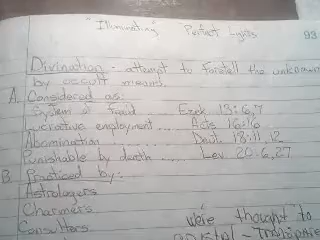 "Illuminating" Perfect Lights 93
Divination - attempt to foretell the unknown
by occult means.
A. Considered as:
System of Fraud ... Ezek 13:6,7
Lucrative employment .... Acts 16:16
Abomination ........ Deut. 18:11,12
Punishable by death .... Lev. 20:6,27
B. Practiced by:
Astrologers
Charmers
Consulters
we're thought to